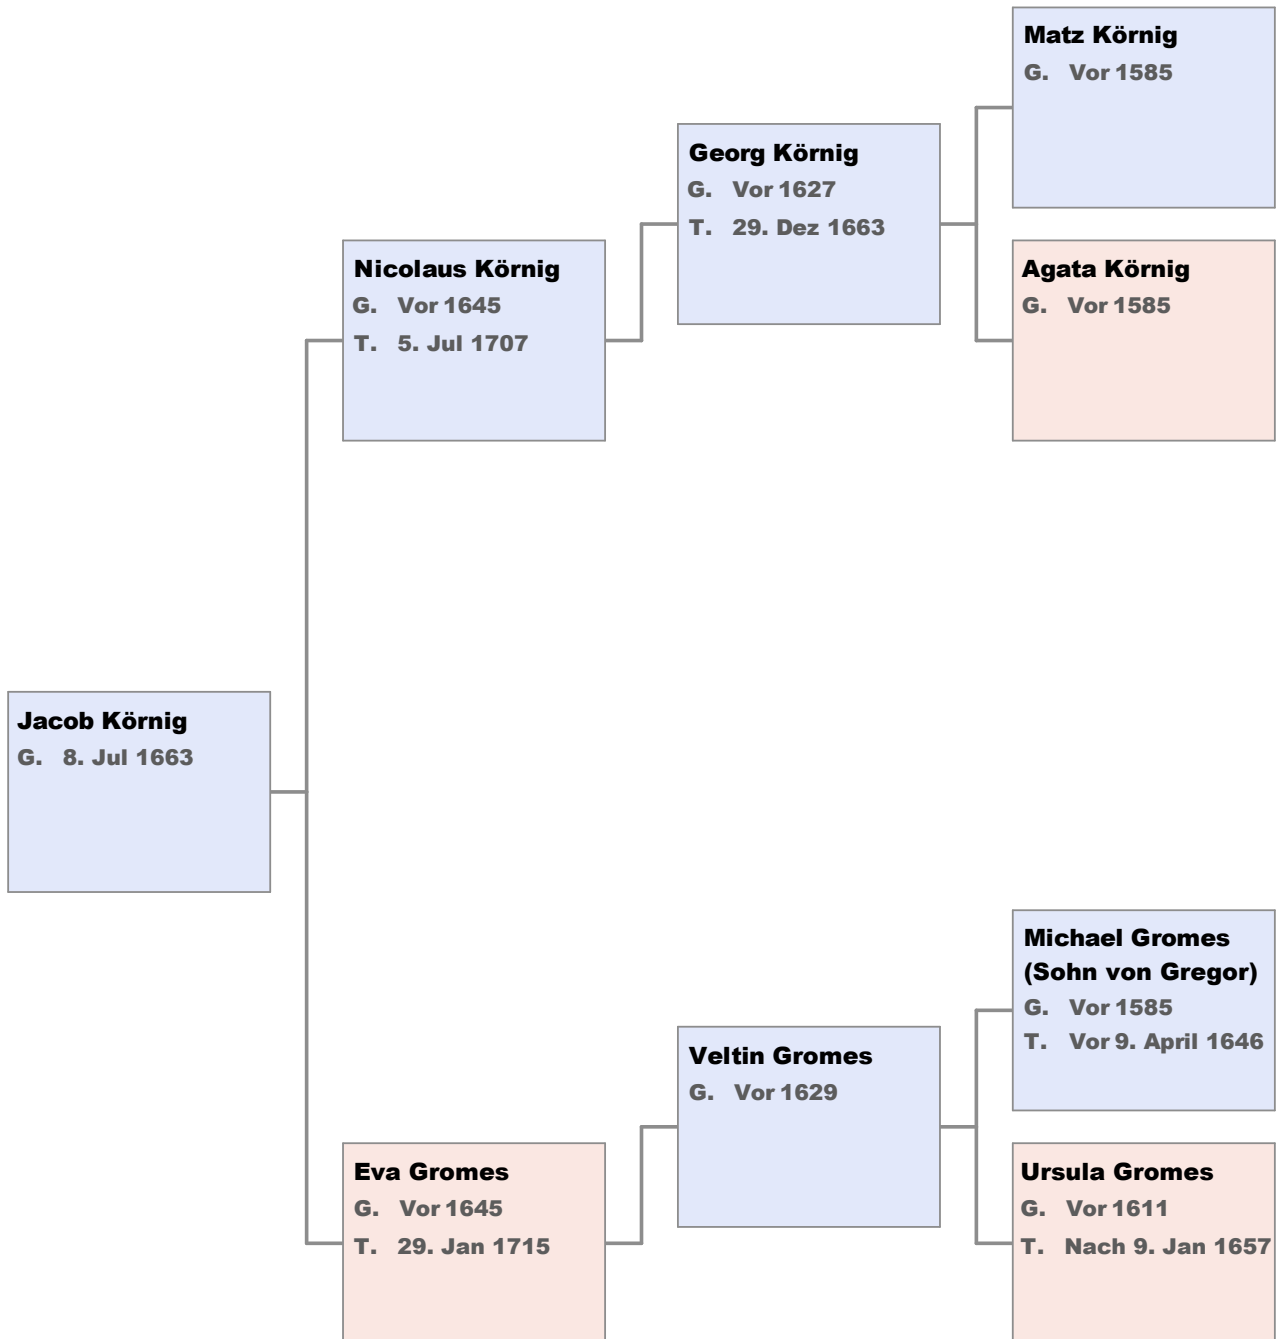 Matz Körnig
G. Vor 1585
Georg Körnig
G. Vor 1627
T. 29. Dez 1663
Agata Körnig
G. Vor 1585
Nicolaus Körnig
G. Vor 1645
T. 5. Jul 1707
Jacob Körnig
G. 8. Jul 1663
Michael Gromes
(Sohn von Gregor)
G. Vor 1585
T. Vor 9. April 1646
Veltin Gromes
G. Vor 1629
Eva Gromes
G. Vor 1645
T. 29. Jan 1715
Ursula Gromes
G. Vor 1611
T. Nach 9. Jan 1657